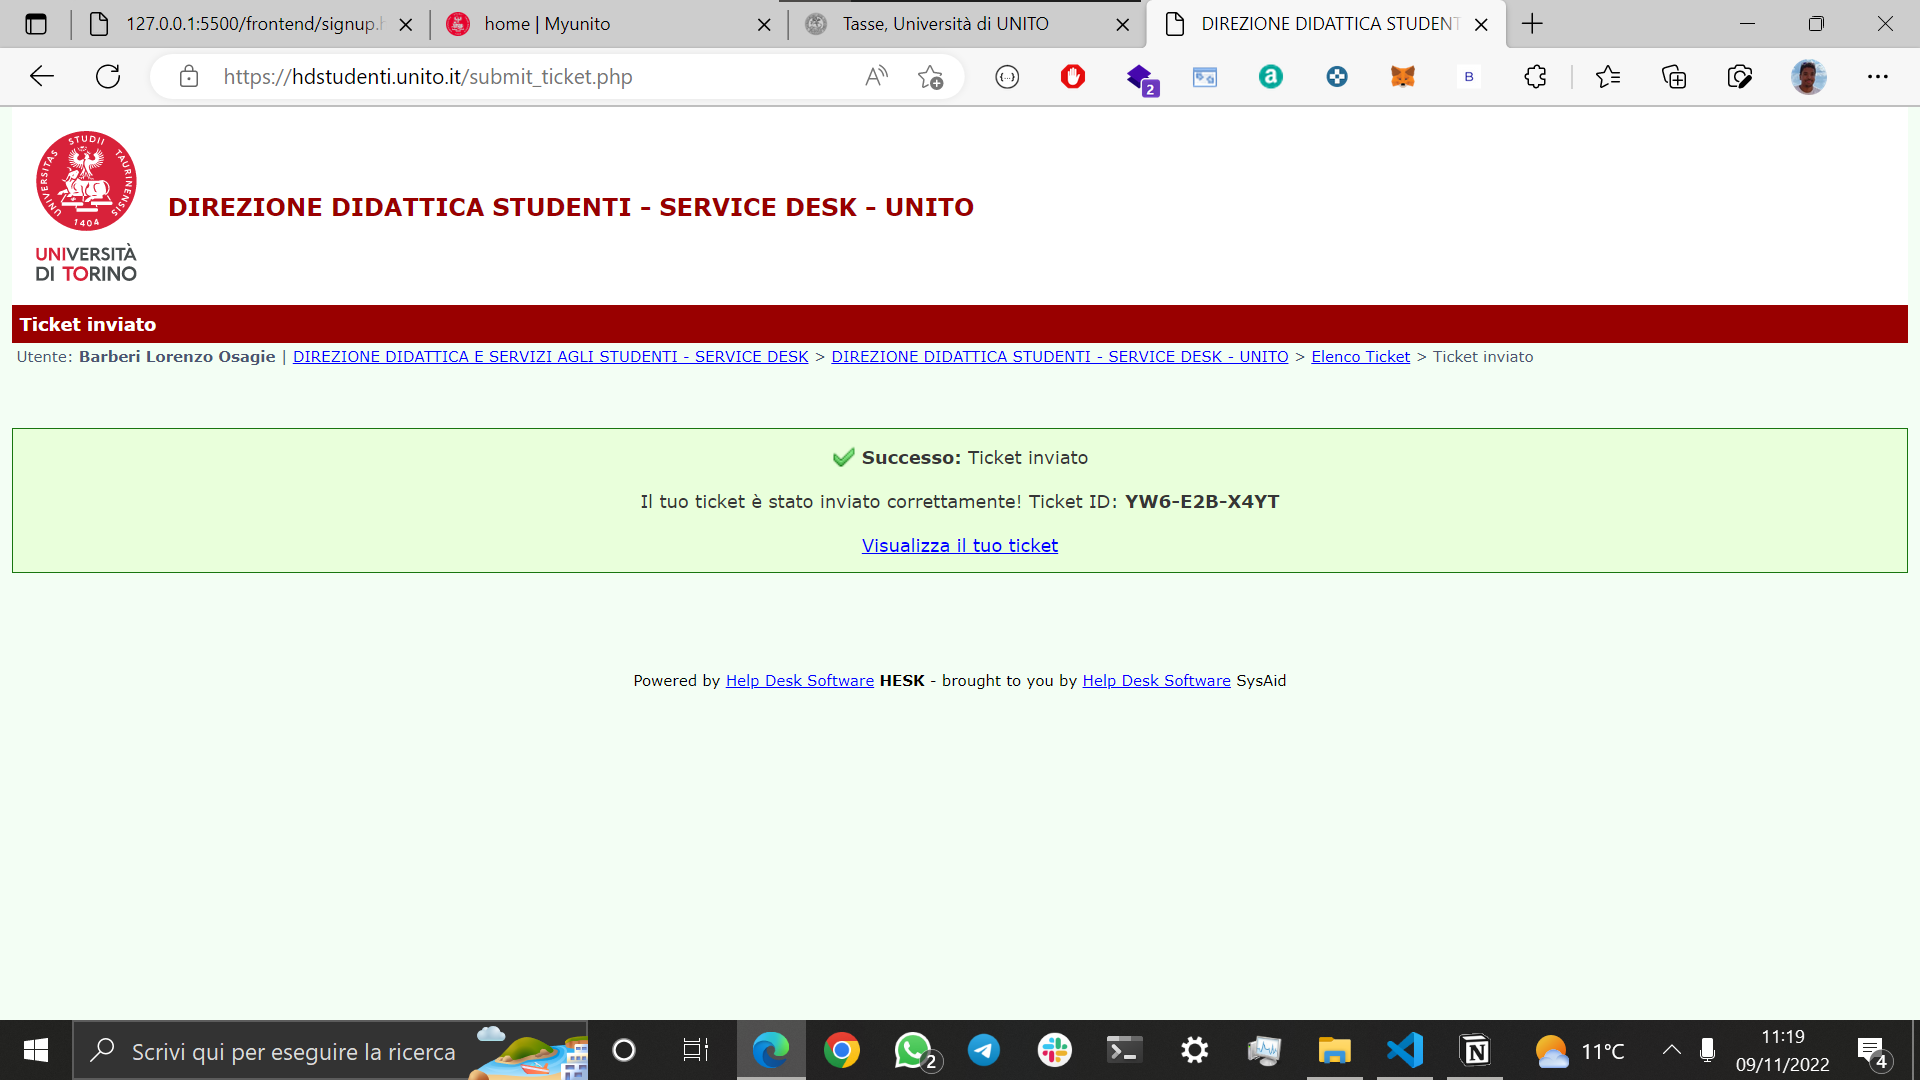 127.0.0.1:5500/frontend/signup.h
home | Myunito
Tasse, Università di UNITO
DIREZIONE DIDATTICA STUDENT
https://hdstudenti.unito.it/submit_ticket.php
2
a
B
UNIVERSITAS STUDII TAURINENSIS
1404
UNIVERSITÀ
DI TORINO
DIREZIONE DIDATTICA STUDENTI - SERVICE DESK - UNITO
Ticket inviato
Utente: Barberi Lorenzo Osagie | DIREZIONE DIDATTICA E SERVIZI AGLI STUDENTI - SERVICE DESK > DIREZIONE DIDATTICA STUDENTI - SERVICE DESK - UNITO > Elenco Ticket > Ticket inviato
Successo: Ticket inviato
Il tuo ticket è stato inviato correttamente! Ticket ID: YW6-E2B-X4YT
Visualizza il tuo ticket
Powered by Help Desk Software HESK - brought to you by Help Desk Software SysAid
Scrivi qui per eseguire la ricerca
2
11°C
11:19
09/11/2022
4